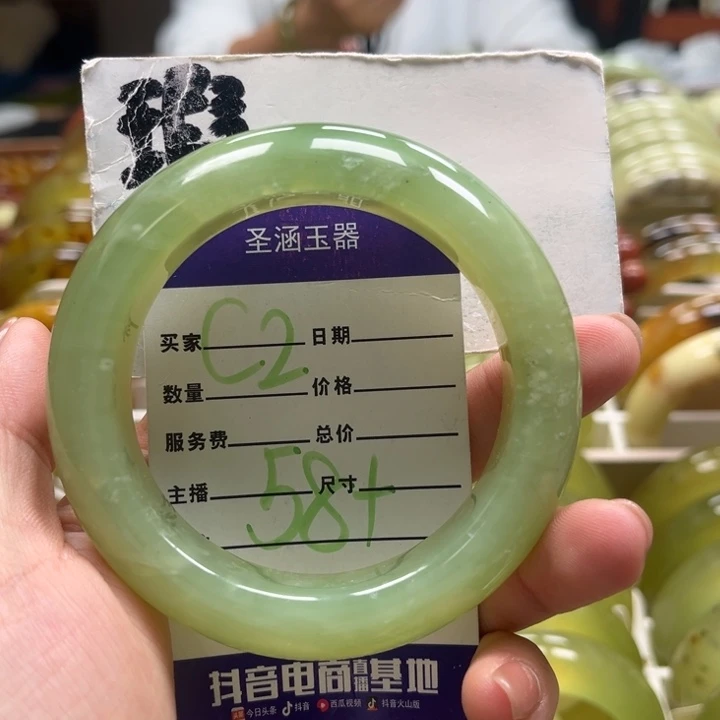 瑕
圣涵玉器
买家 C2 日期
数量 价格
服务费 总价
主播 58+ 尺寸
抖音电商直播基地
今日头条 抖音 西瓜视频 抖音火山版